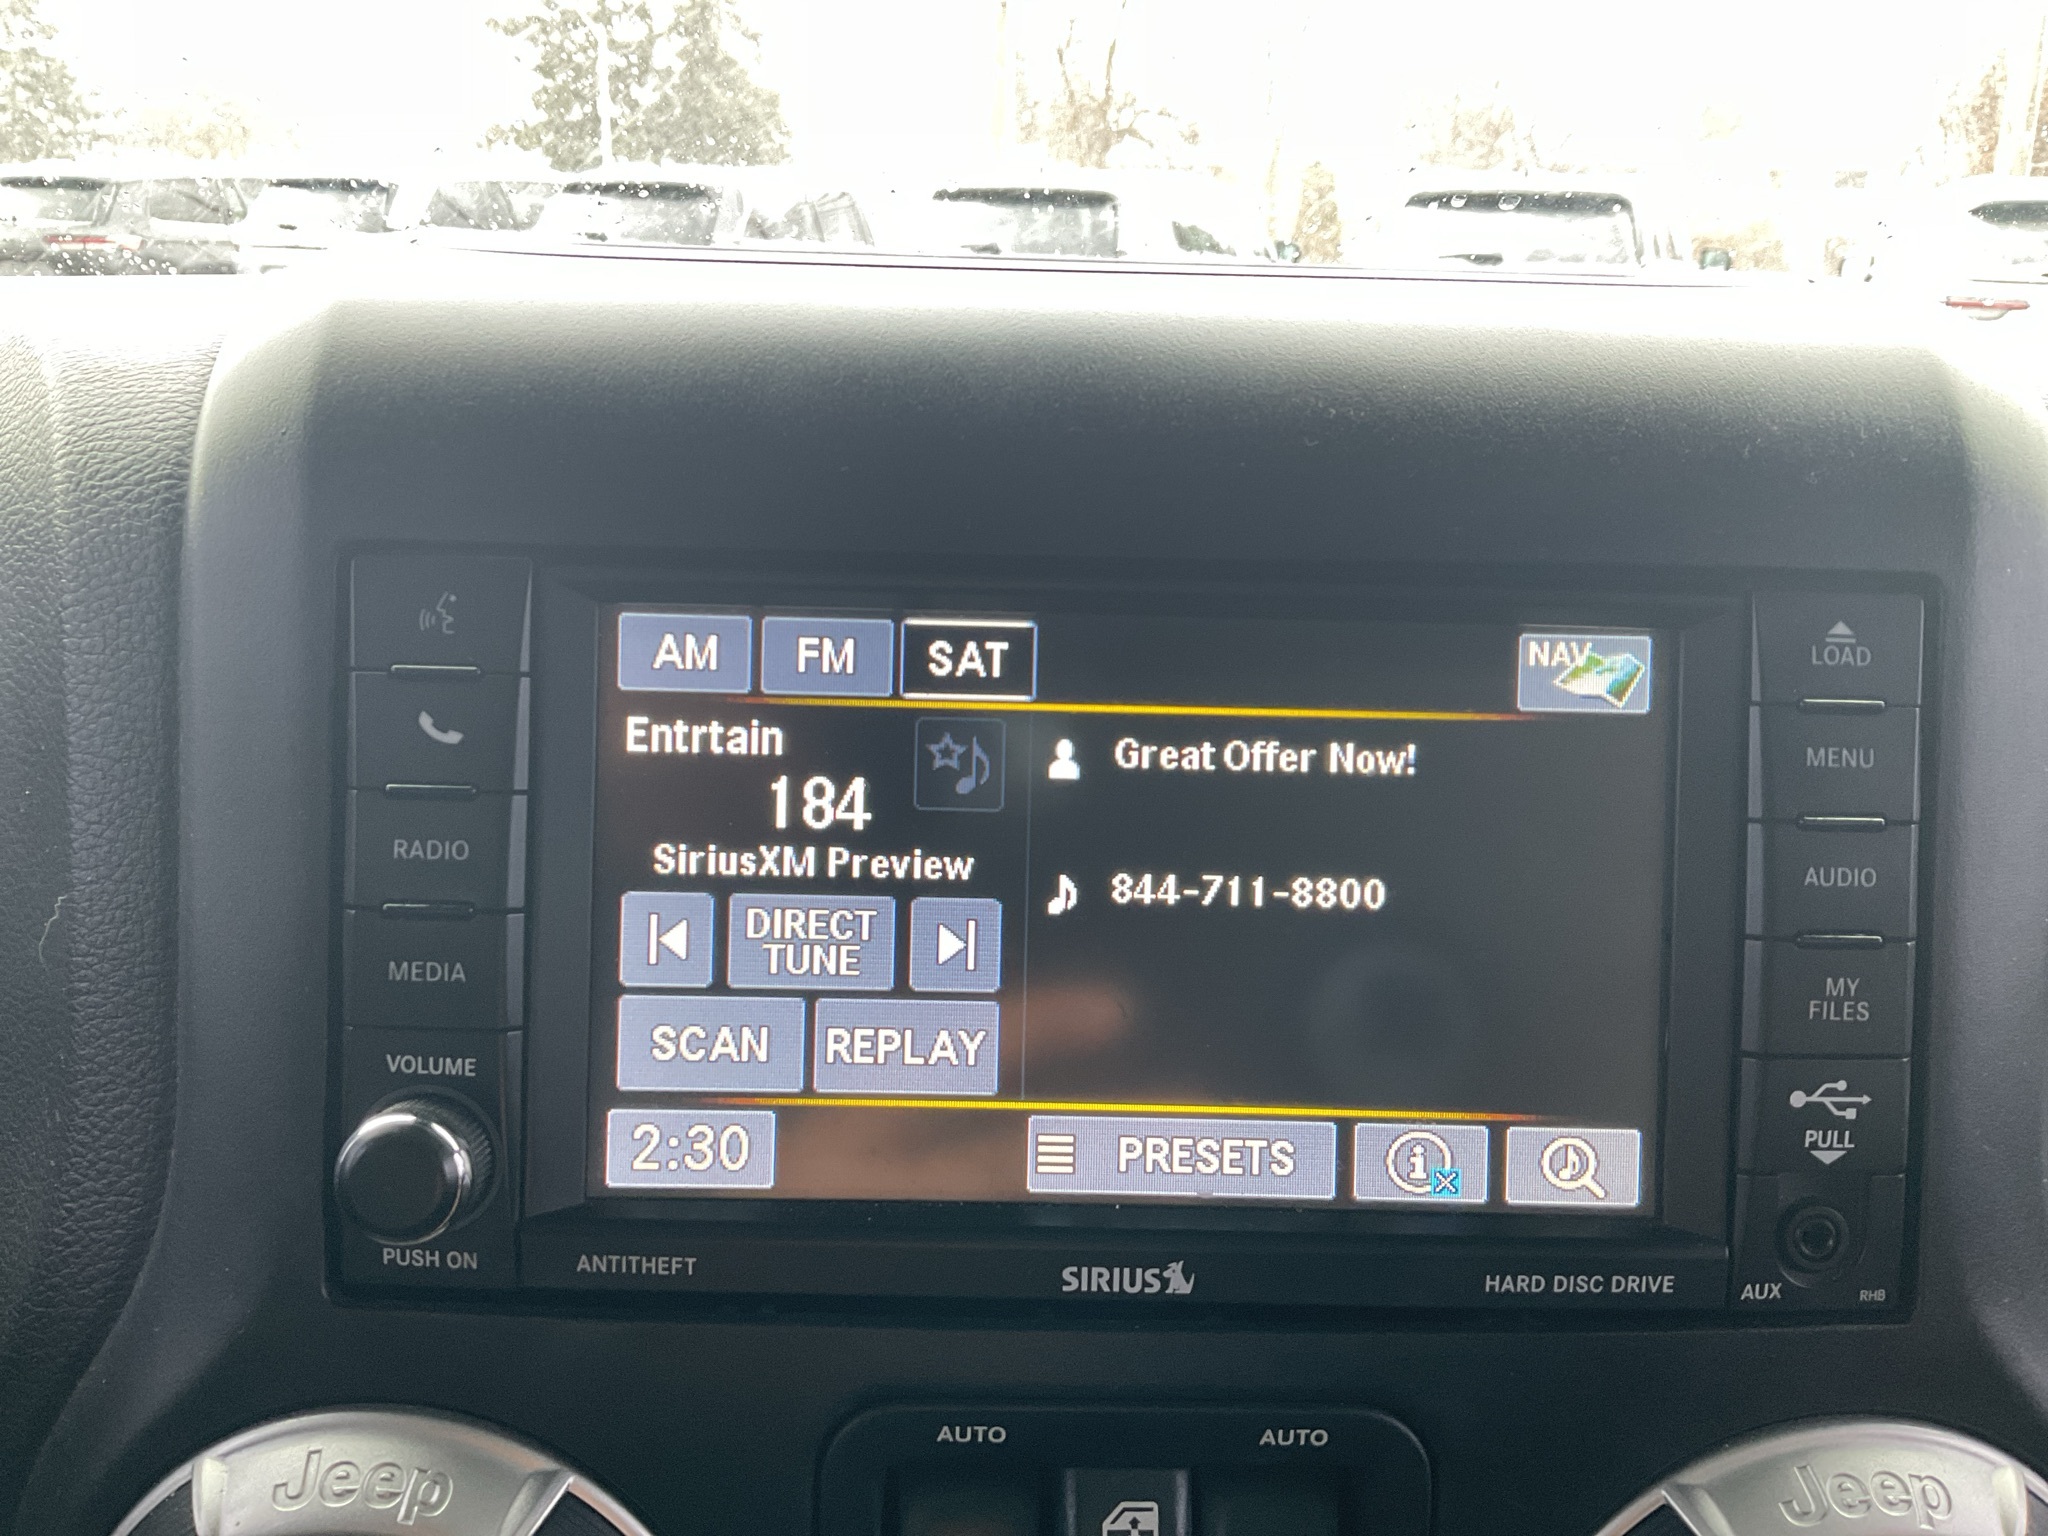 AM
FM
SAT
NAV
Entrtain
184
SiriusXM Preview
Great Offer Now!
844-711-8800
DIRECT
TUNE
SCAN
REPLAY
2:30
PRESETS
RADIO
MEDIA
VOLUME
PUSH ON
LOAD
MENU
AUDIO
MY
FILES
PULL
AUX
RHB
ANTITHEFT
SIRIUS
HARD DISC DRIVE
AUTO
AUTO
Jeep
Jeep